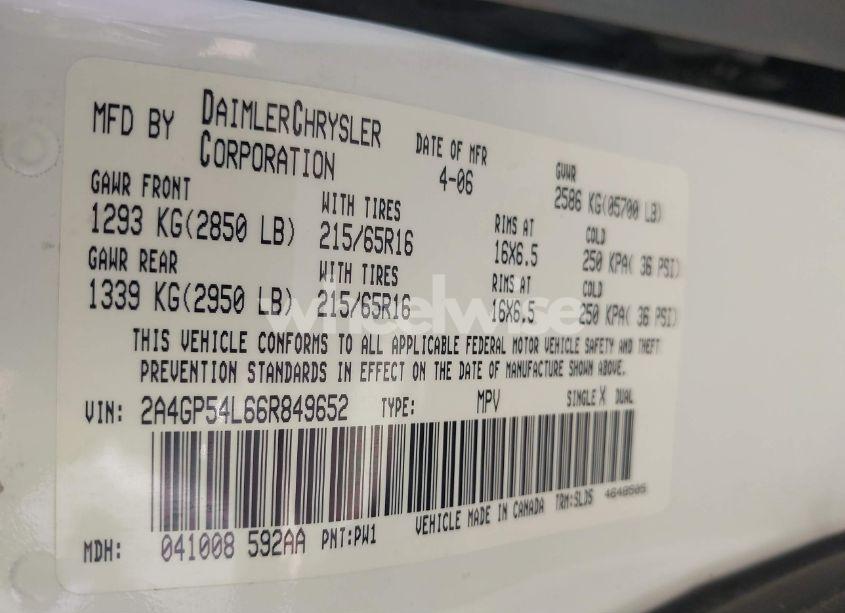 MFD BY DAIMLERCHRYSLER CORPORATION
DATE OF MFR 4-06
GVWR 2586 KG(05700 LB)
GAWR FRONT WITH TIRES RIMS AT COLD
1293 KG(2850 LB) 215/65R16 16X6.5 250 KPA( 36 PSI)
GAWR REAR WITH TIRES RIMS AT COLD
1339 KG(2950 LB) 215/65R16 16X6.5 250 KPA( 36 PSI)
wheelwise
THIS VEHICLE CONFORMS TO ALL APPLICABLE FEDERAL MOTOR VEHICLE SAFETY AND THEFT
PREVENTION STANDARDS IN EFFECT ON THE DATE OF MANUFACTURE SHOWN ABOVE.
VIN: 2A4GP54L66R849652 TYPE: MPV SINGLE X DUAL
MDH: 041008 592AA PNT:PW1 VEHICLE MADE IN CANADA TRM:SLD5 4648505